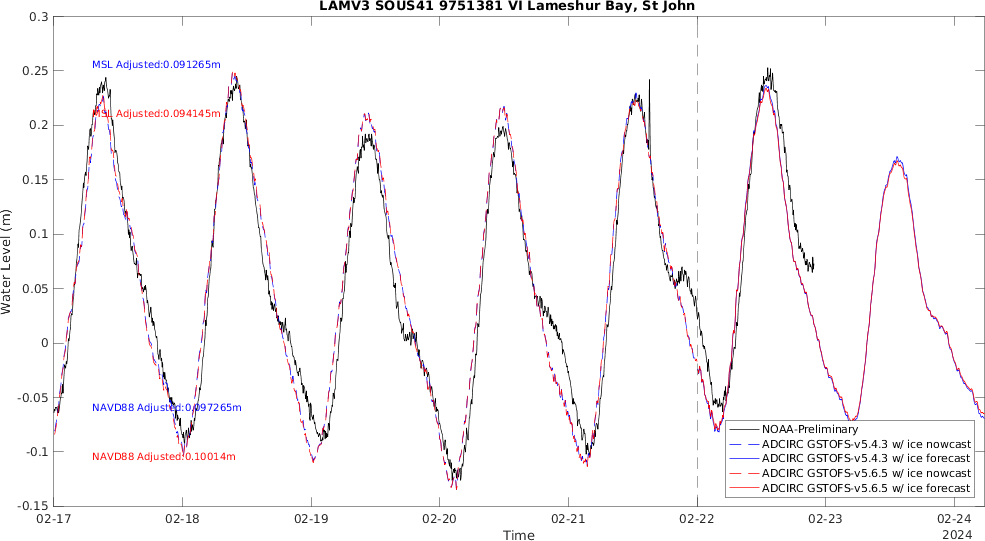 LAMV3 SOUS41 9751381 VI Lameshur Bay, St John
0.3
0.25
0.2
0.15
0.1
0.05
0
-0.05
-0.1
-0.15
Water Level (m)
MSL Adjusted:0.091265m
MSL Adjusted:0.094145m
NAVD88 Adjusted:0.097265m
NAVD88 Adjusted:0.10014m
NOAA-Preliminary
ADCIRC GSTOFS-v5.4.3 w/ ice nowcast
ADCIRC GSTOFS-v5.4.3 w/ ice forecast
ADCIRC GSTOFS-v5.6.5 w/ ice nowcast
ADCIRC GSTOFS-v5.6.5 w/ ice forecast
02-17 02-18 02-19 02-20 02-21 02-22 02-23 02-24
Time
2024